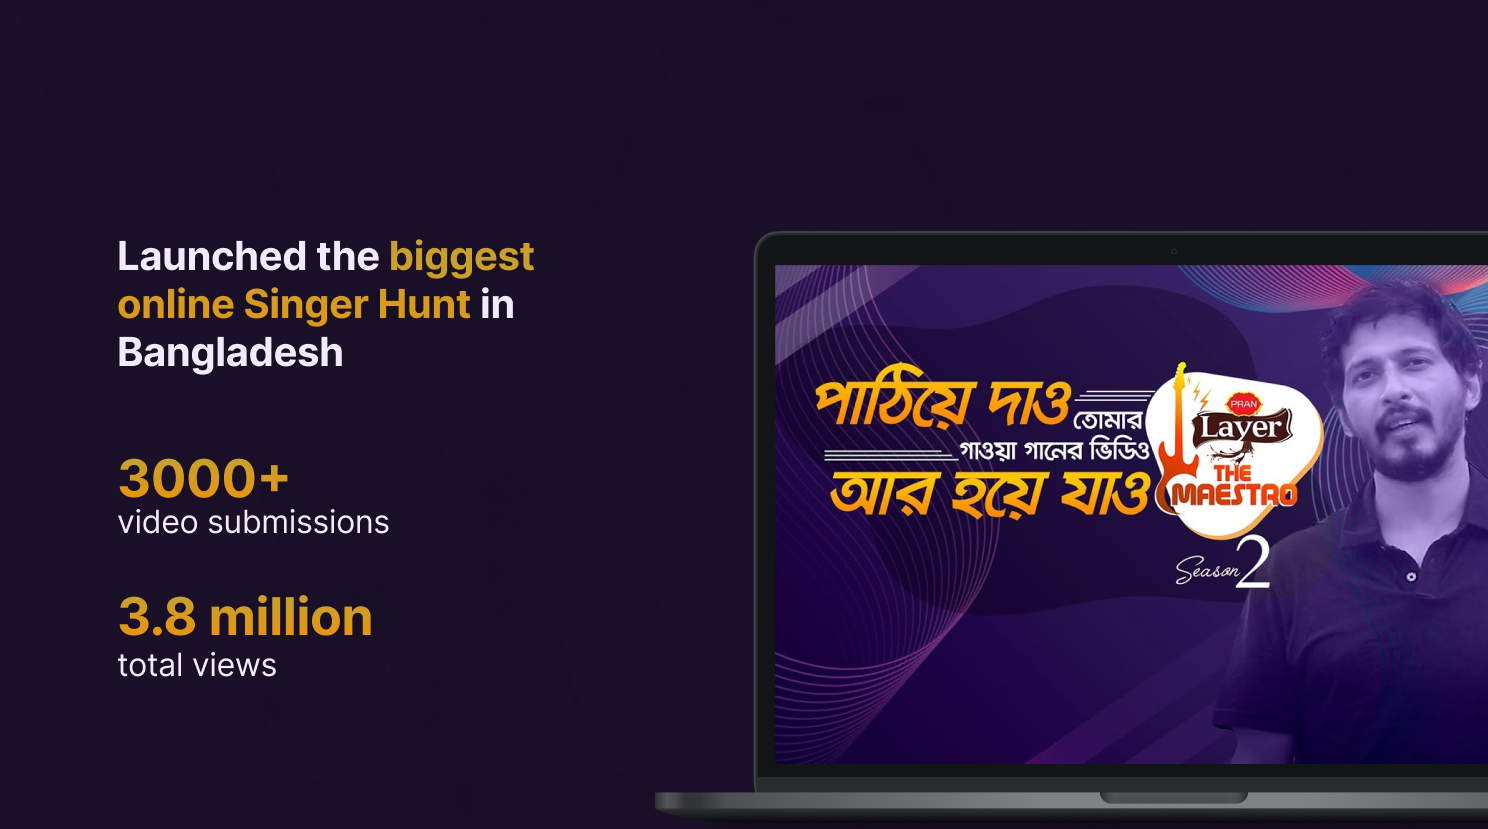 Launched the biggest
online Singer Hunt in
Bangladesh
3000+
video submissions
3.8 million
total views
পাঠিয়ে দাও
তোমার
গাওয়া গানের ভিডিও
আর হয়ে যাও
PRAN
Layer
THE
MAESTRO
Season 2